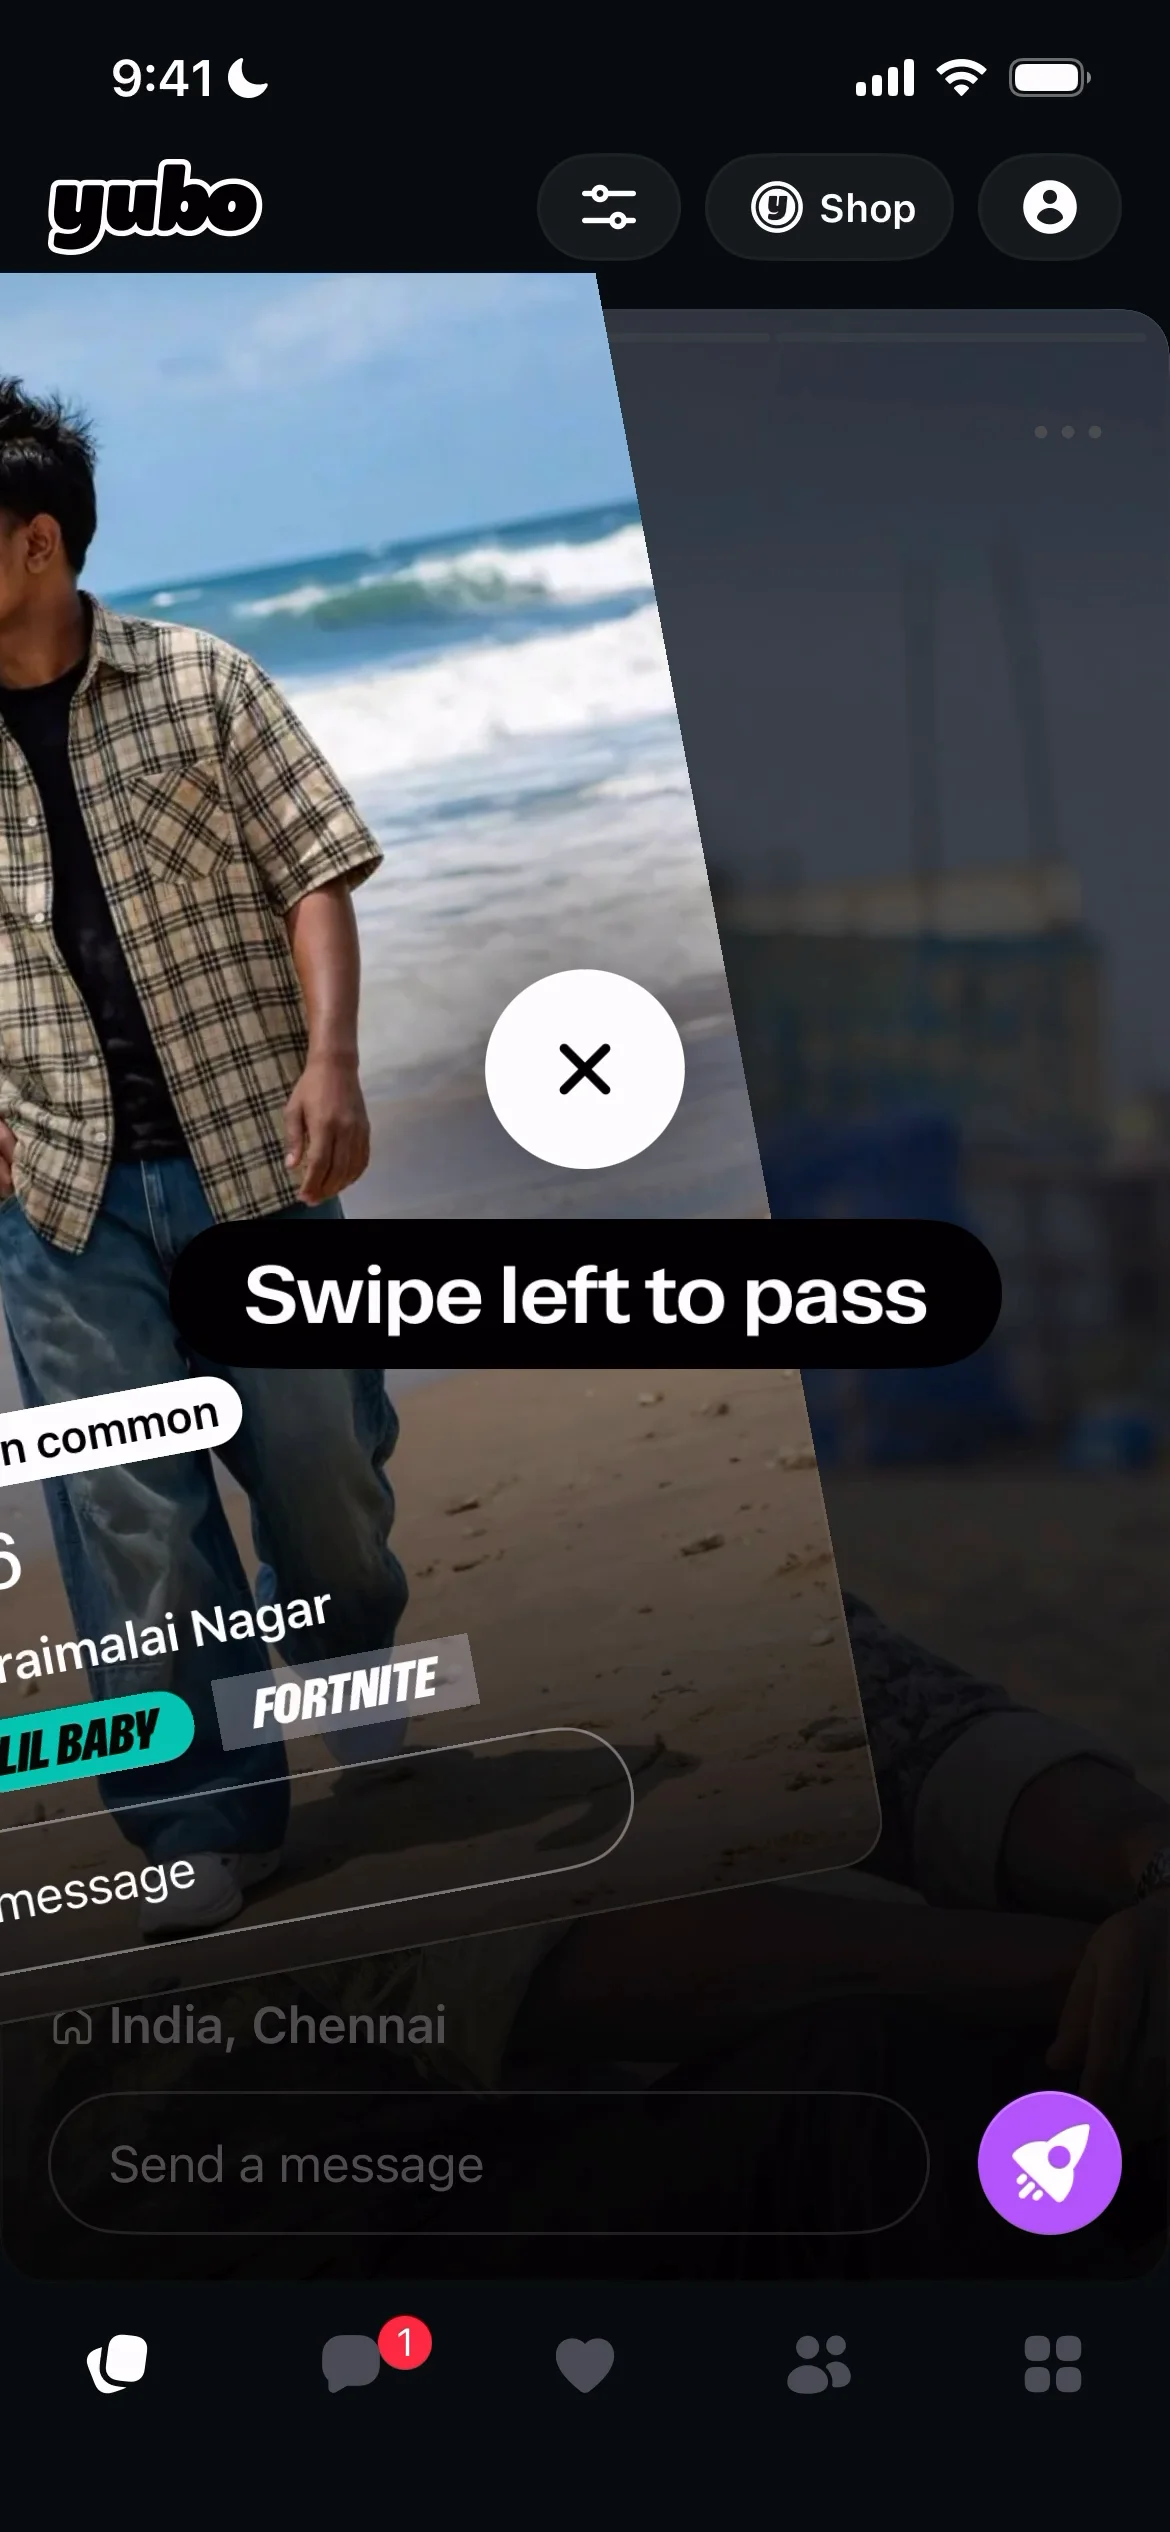 9:41
yubo
y Shop
Swipe left to pass
n common
6
raimalai Nagar
LIL BABY
FORTNITE
message
India, Chennai
Send a message
1